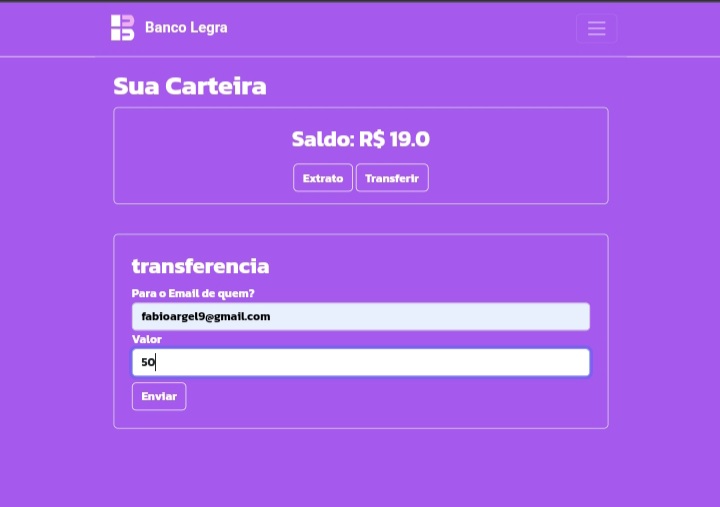 Banco Legra
Sua Carteira
Saldo: R$ 19.0
Extrato
Transferir
transferencia
Para o Email de quem?
fabioargel9@gmail.com
Valor
50
Enviar